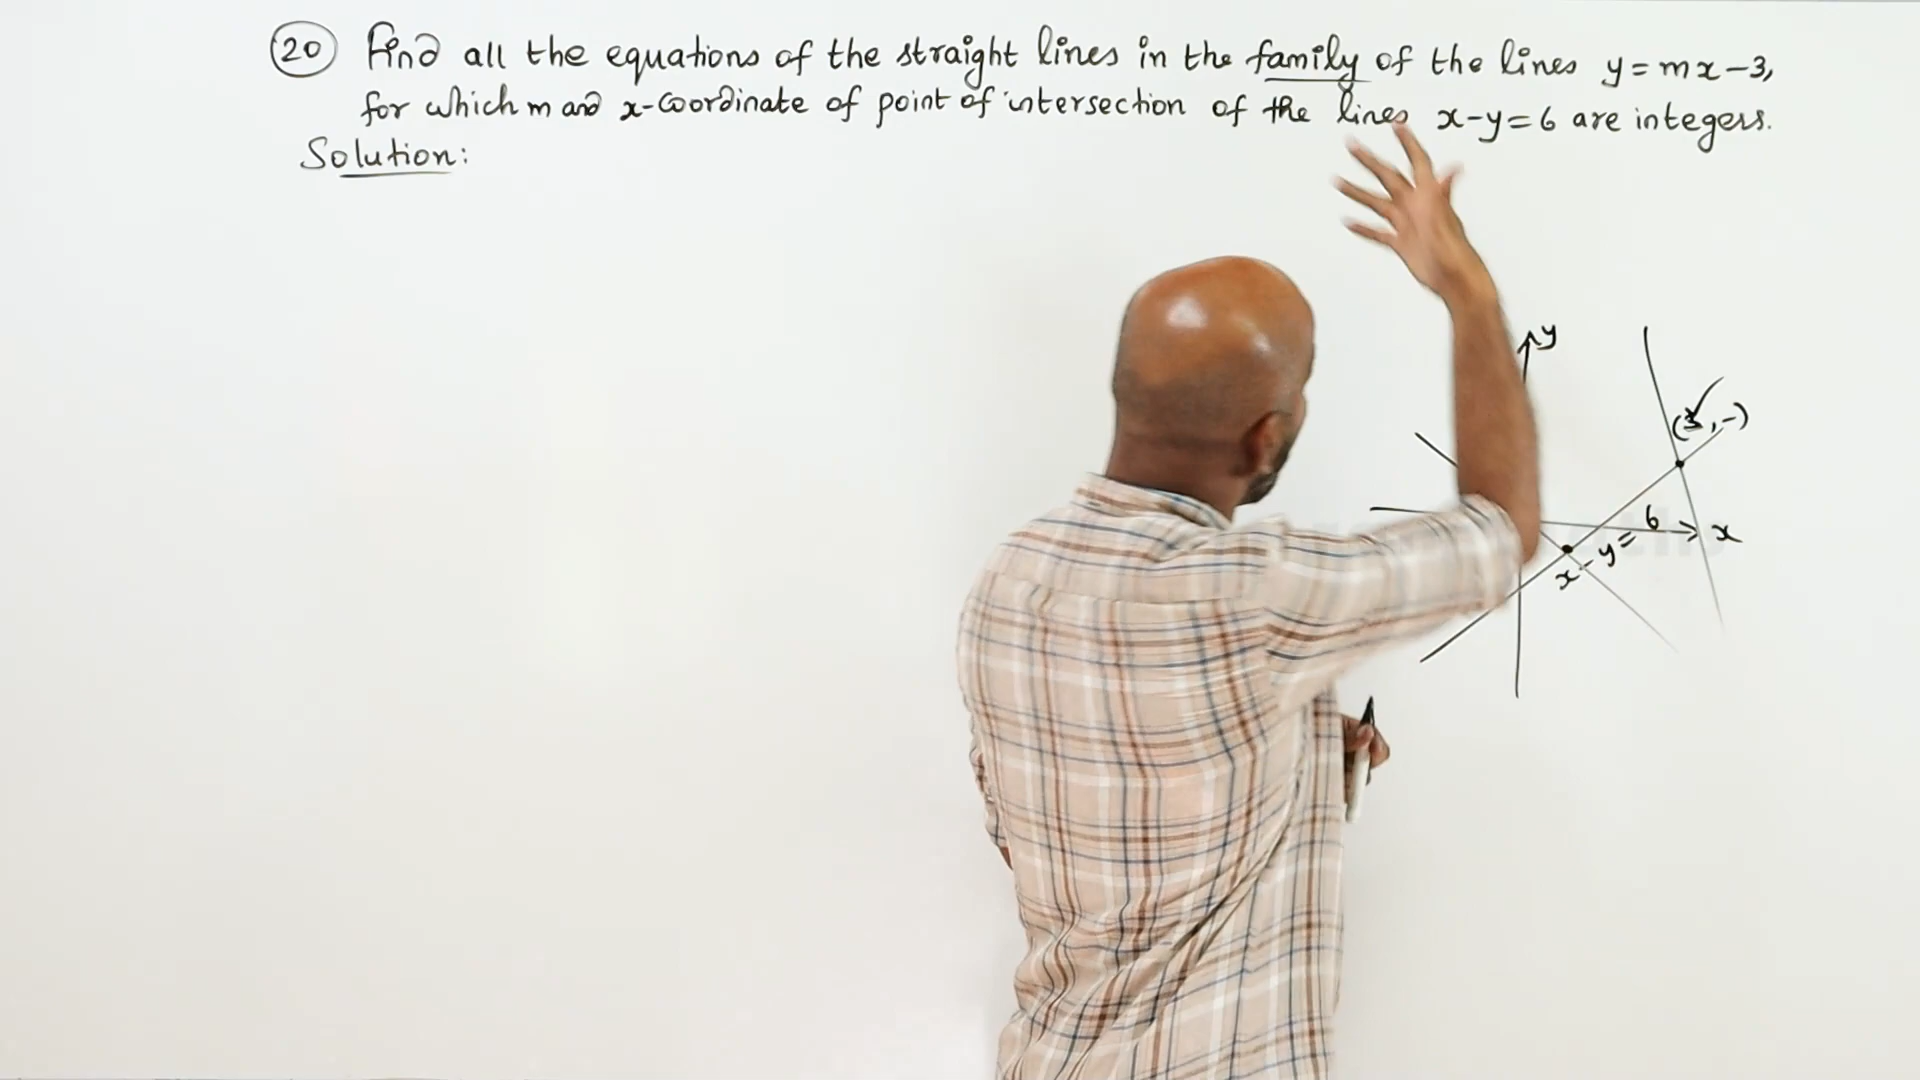 20 Find all the equations of the straight lines in the family of the lines y = mx - 3,
for which m and x-coordinate of point of intersection of the lines x - y = 6 are integers.
Solution:
y
( , -)
6
x
x - y =